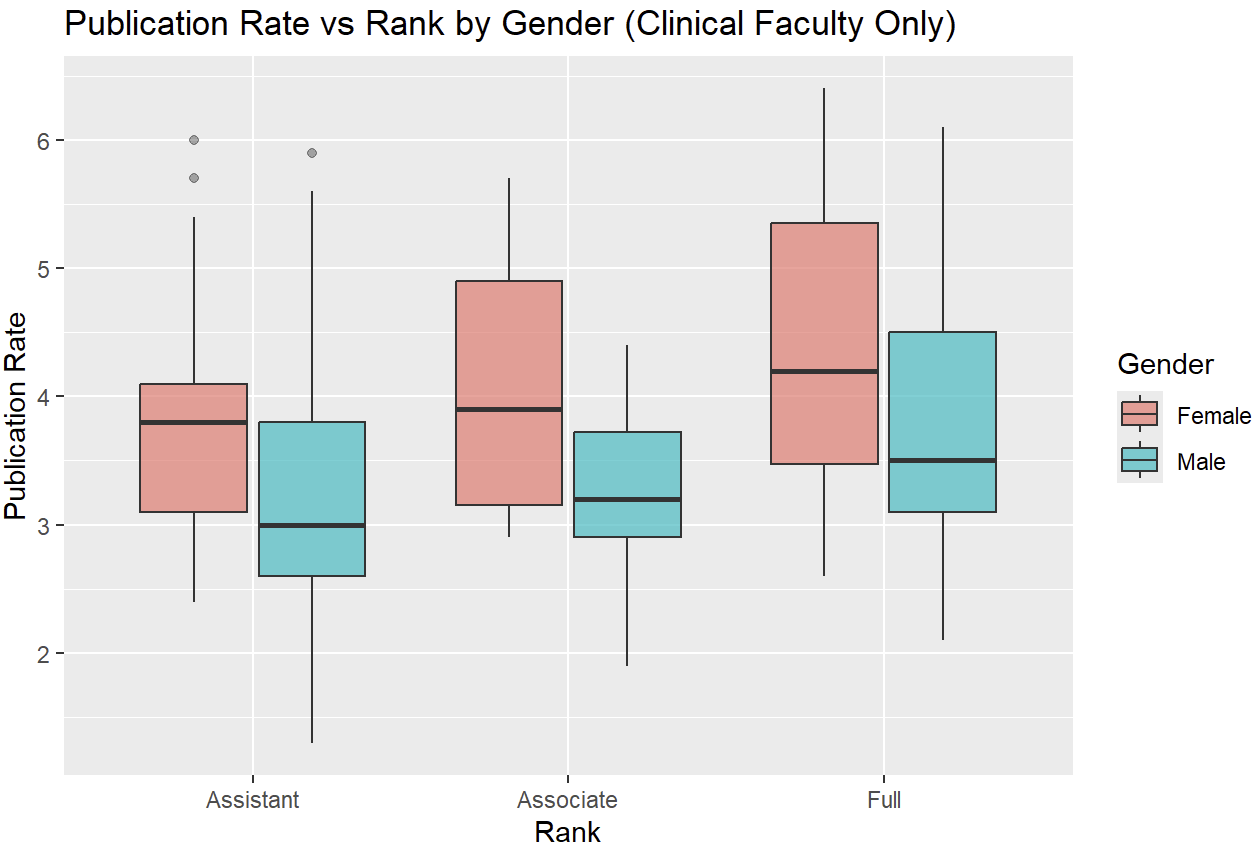 Publication Rate vs Rank by Gender (Clinical Faculty Only)
Publication Rate
6
5
4
3
2
Assistant
Associate
Full
Rank
Gender
Female
Male